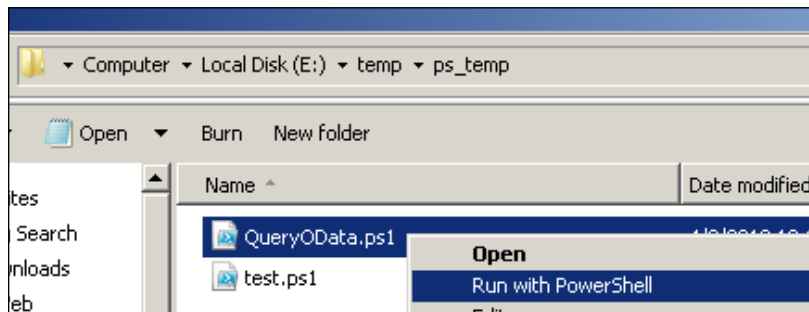 Computer Local Disk (E:) temp ps_temp
Open Burn New folder
Name Date modified
Search
QueryOData.ps1
Open
test.ps1
Run with PowerShell